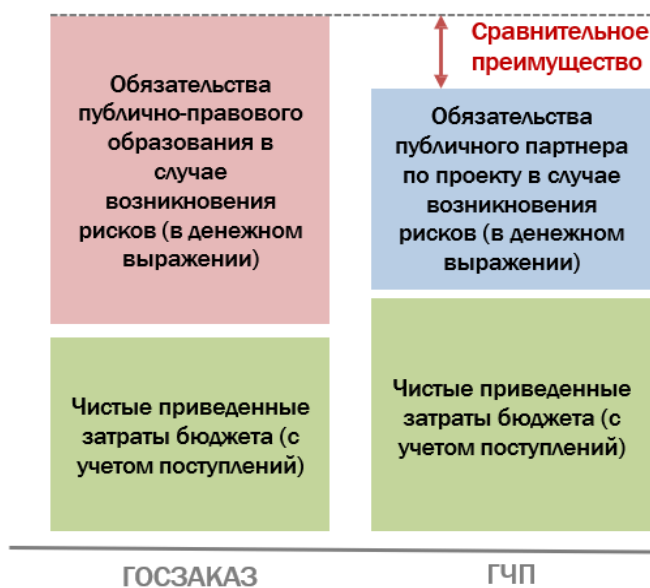 Обязательства
публично-правового
образования в
случае
возникновения
рисков (в денежном
выражении)
Чистые приведенные
затраты бюджета (с
учетом поступлений)
ГОСЗАКАЗ
Сравнительное
преимущество
Обязательства
публичного партнера
по проекту в случае
возникновения
рисков (в денежном
выражении)
Чистые приведенные
затраты бюджета (с
учетом поступлений)
ГЧП